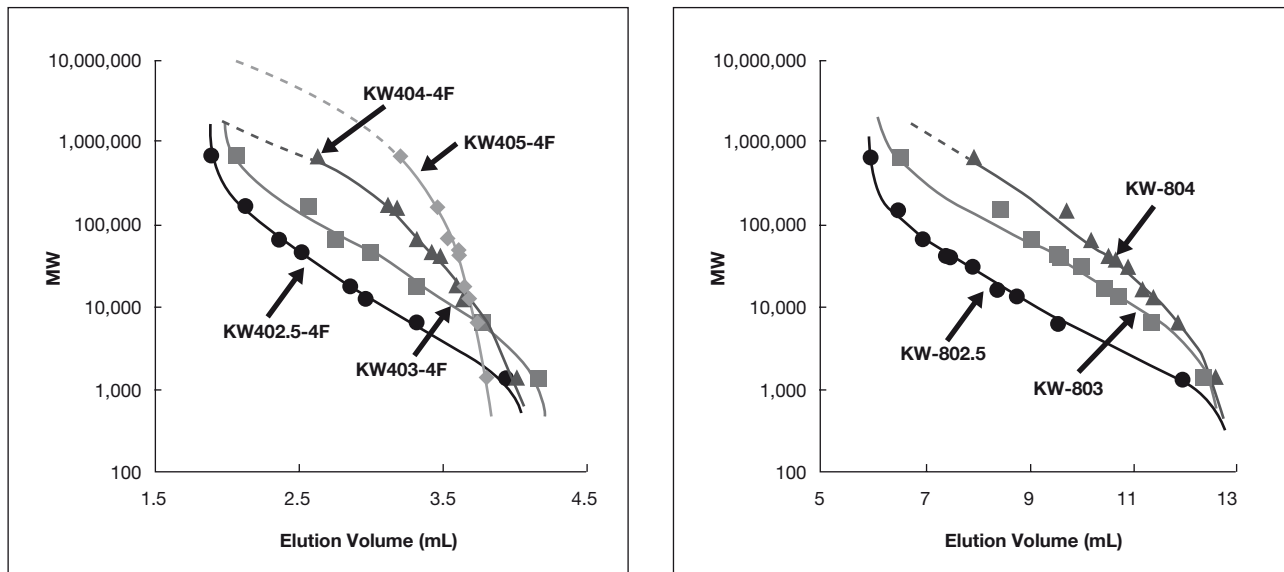 10,000,000
1,000,000
100,000
10,000
1,000
100
MW
1.5 2.5 3.5 4.5
Elution Volume (mL)
KW404-4F
KW405-4F
KW402.5-4F
KW403-4F
10,000,000
1,000,000
100,000
10,000
1,000
100
MW
5 7 9 11 13
Elution Volume (mL)
KW-804
KW-802.5
KW-803